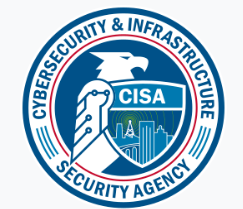 CYBERSECURITY & INFRASTRUCTURE
CISA
SECURITY AGENCY